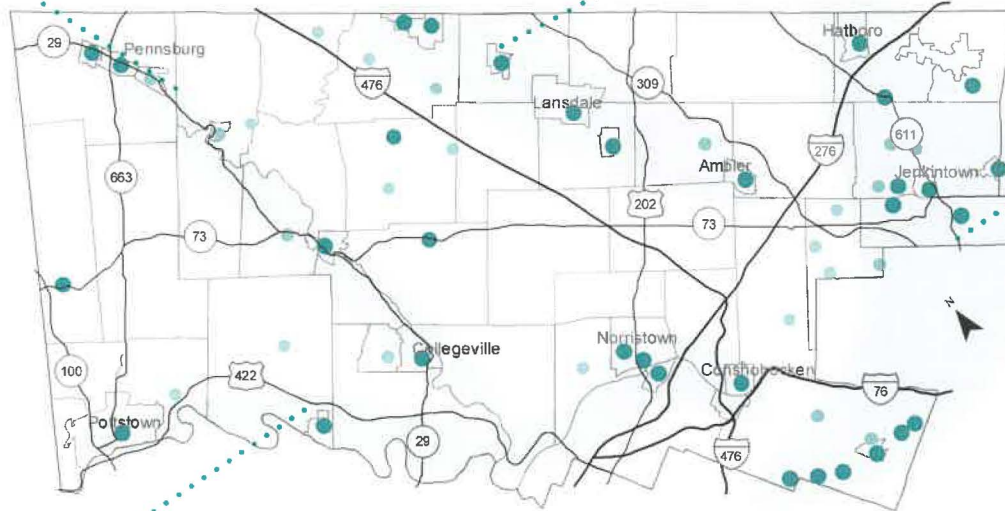 Hatboro
29
Pennsburg
476
309
Lansdale
611
276
Ambler
Jenkintown
663
202
73
73
Norristown
Collegeville
100
422
Conshohocken
76
Pottstown
29
476
N